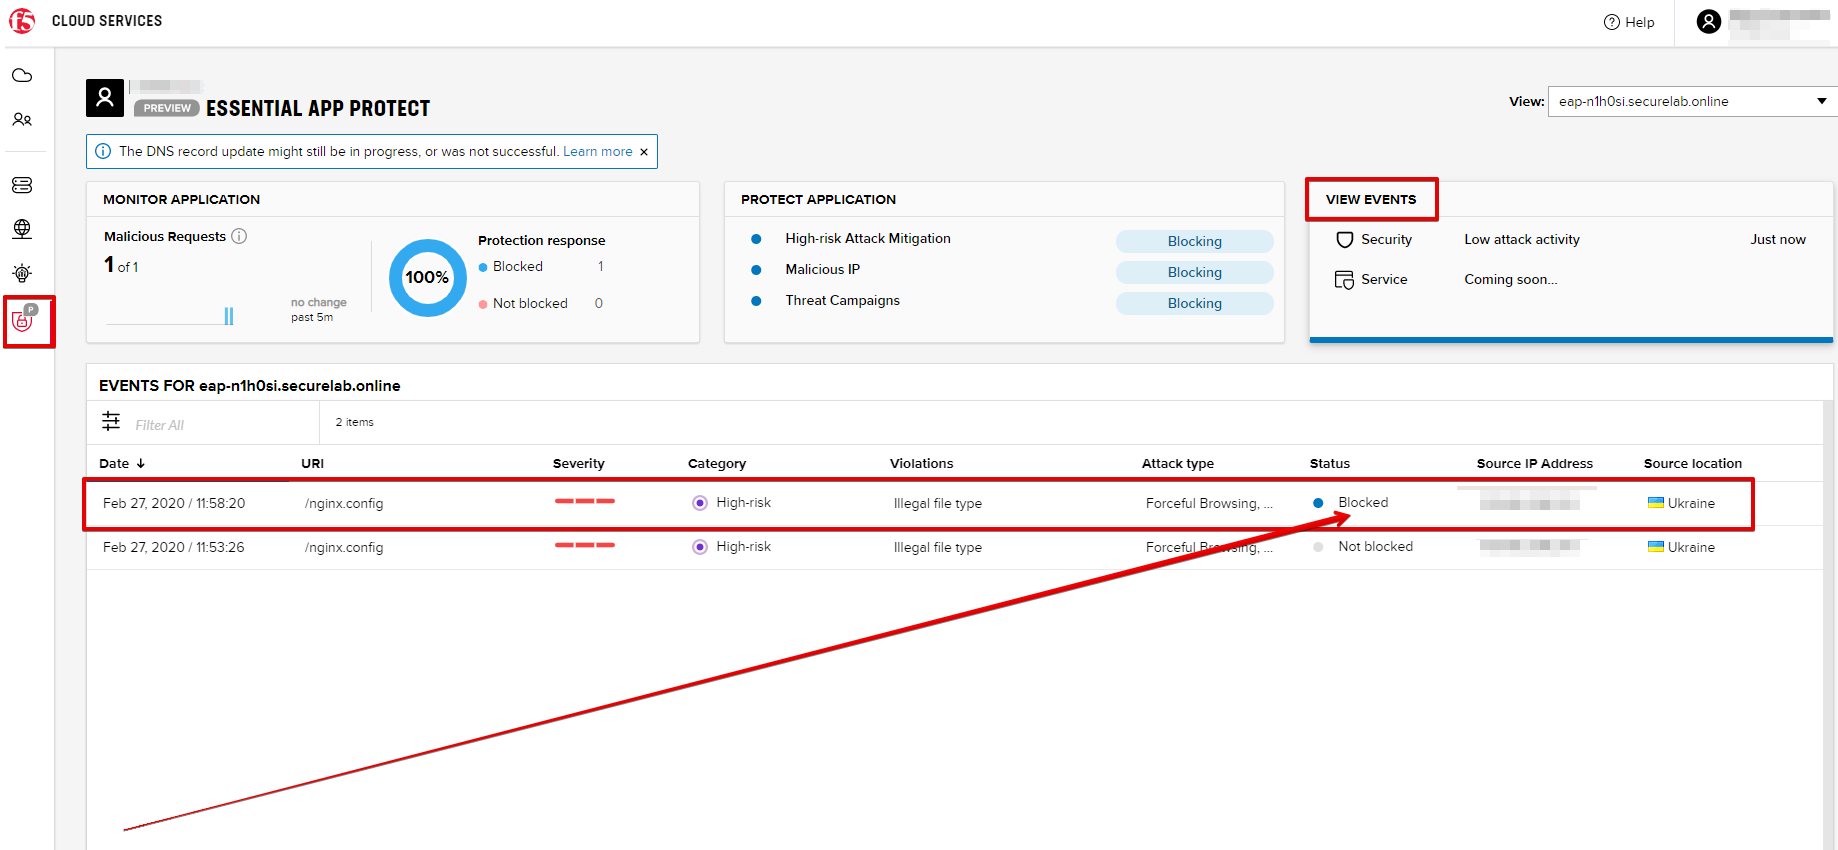 f5 CLOUD SERVICES
Help
PREVIEW ESSENTIAL APP PROTECT
View: eap-n1h0si.securelab.online
The DNS record update might still be in progress, or was not successful. Learn more ×
MONITOR APPLICATION
Malicious Requests
1 of 1
no change
past 5m
100%
Protection response
Blocked 1
Not blocked 0
PROTECT APPLICATION
High-risk Attack Mitigation Blocking
Malicious IP Blocking
Threat Campaigns Blocking
VIEW EVENTS
Security Low attack activity Just now
Service Coming soon...
P
EVENTS FOR eap-n1h0si.securelab.online
Filter All 2 items
Date URI Severity Category Violations Attack type Status Source IP Address Source location
Feb 27, 2020 / 11:58:20 /nginx.config High-risk Illegal file type Forceful Browsing, ... Blocked Ukraine
Feb 27, 2020 / 11:53:26 /nginx.config High-risk Illegal file type Forceful Browsing, ... Not blocked Ukraine